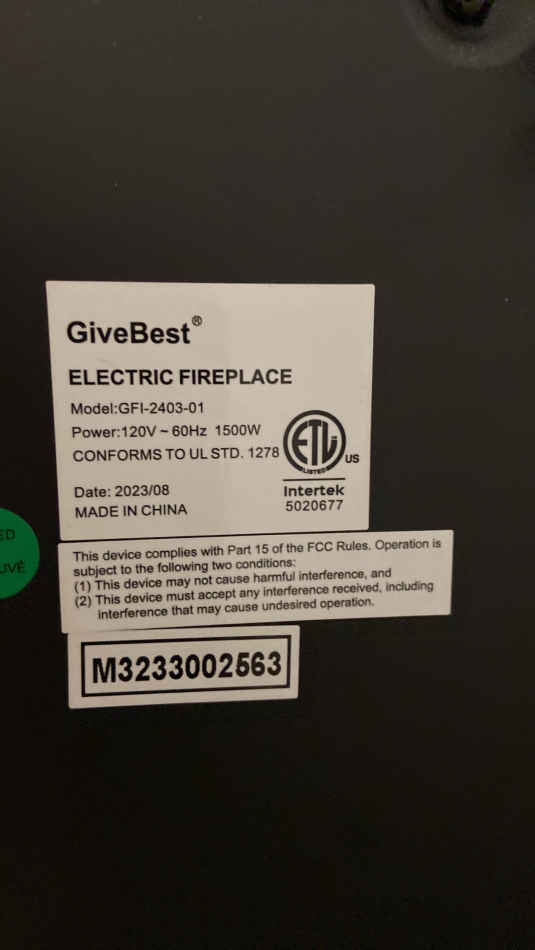 GiveBest®
ELECTRIC FIREPLACE
Model:GFI-2403-01
Power:120V ~ 60Hz 1500W
CONFORMS TO UL STD. 1278
ETL
LISTED
US
Intertek
5020677
Date: 2023/08
MADE IN CHINA
This device complies with Part 15 of the FCC Rules. Operation is
subject to the following two conditions:
(1) This device may not cause harmful interference, and
(2) This device must accept any interference received, including
interference that may cause undesired operation.
M3233002563